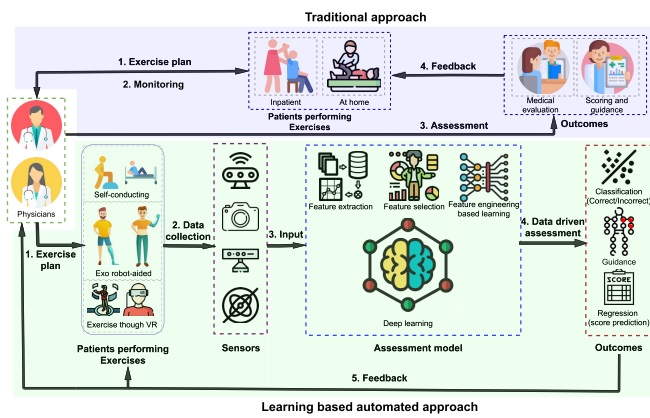 Traditional approach
1. Exercise plan
2. Monitoring
Inpatient
At home
Patients performing
Exercises
4. Feedback
Medical
evaluation
Scoring and
guidance
3. Assessment
Outcomes
Physicians
1. Exercise
plan
Self-conducting
Exo robot-aided
Exercise though VR
Patients performing
Exercises
2. Data
collection
Sensors
3. Input
Feature extraction
Feature selection
Feature engineering
based learning
Deep learning
Assessment model
4. Data driven
assessment
Classification
(Correct/Incorrect)
Guidance
SCORE
Regression
(score prediction)
Outcomes
5. Feedback
Learning based automated approach